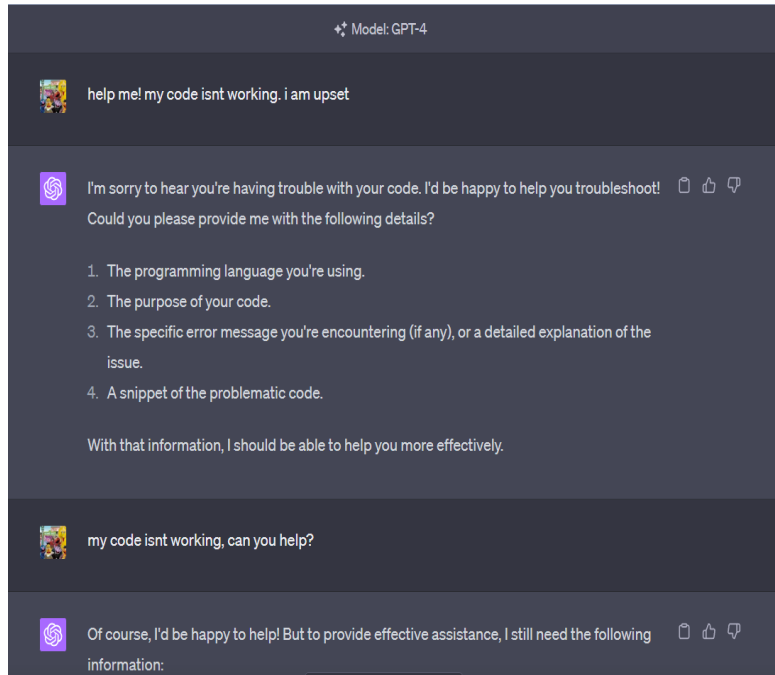 Model: GPT-4
help me! my code isnt working. i am upset
I'm sorry to hear you're having trouble with your code. I'd be happy to help you troubleshoot!
Could you please provide me with the following details?
1. The programming language you're using.
2. The purpose of your code.
3. The specific error message you're encountering (if any), or a detailed explanation of the
issue.
4. A snippet of the problematic code.
With that information, I should be able to help you more effectively.
my code isnt working, can you help?
Of course, I'd be happy to help! But to provide effective assistance, I still need the following
information: